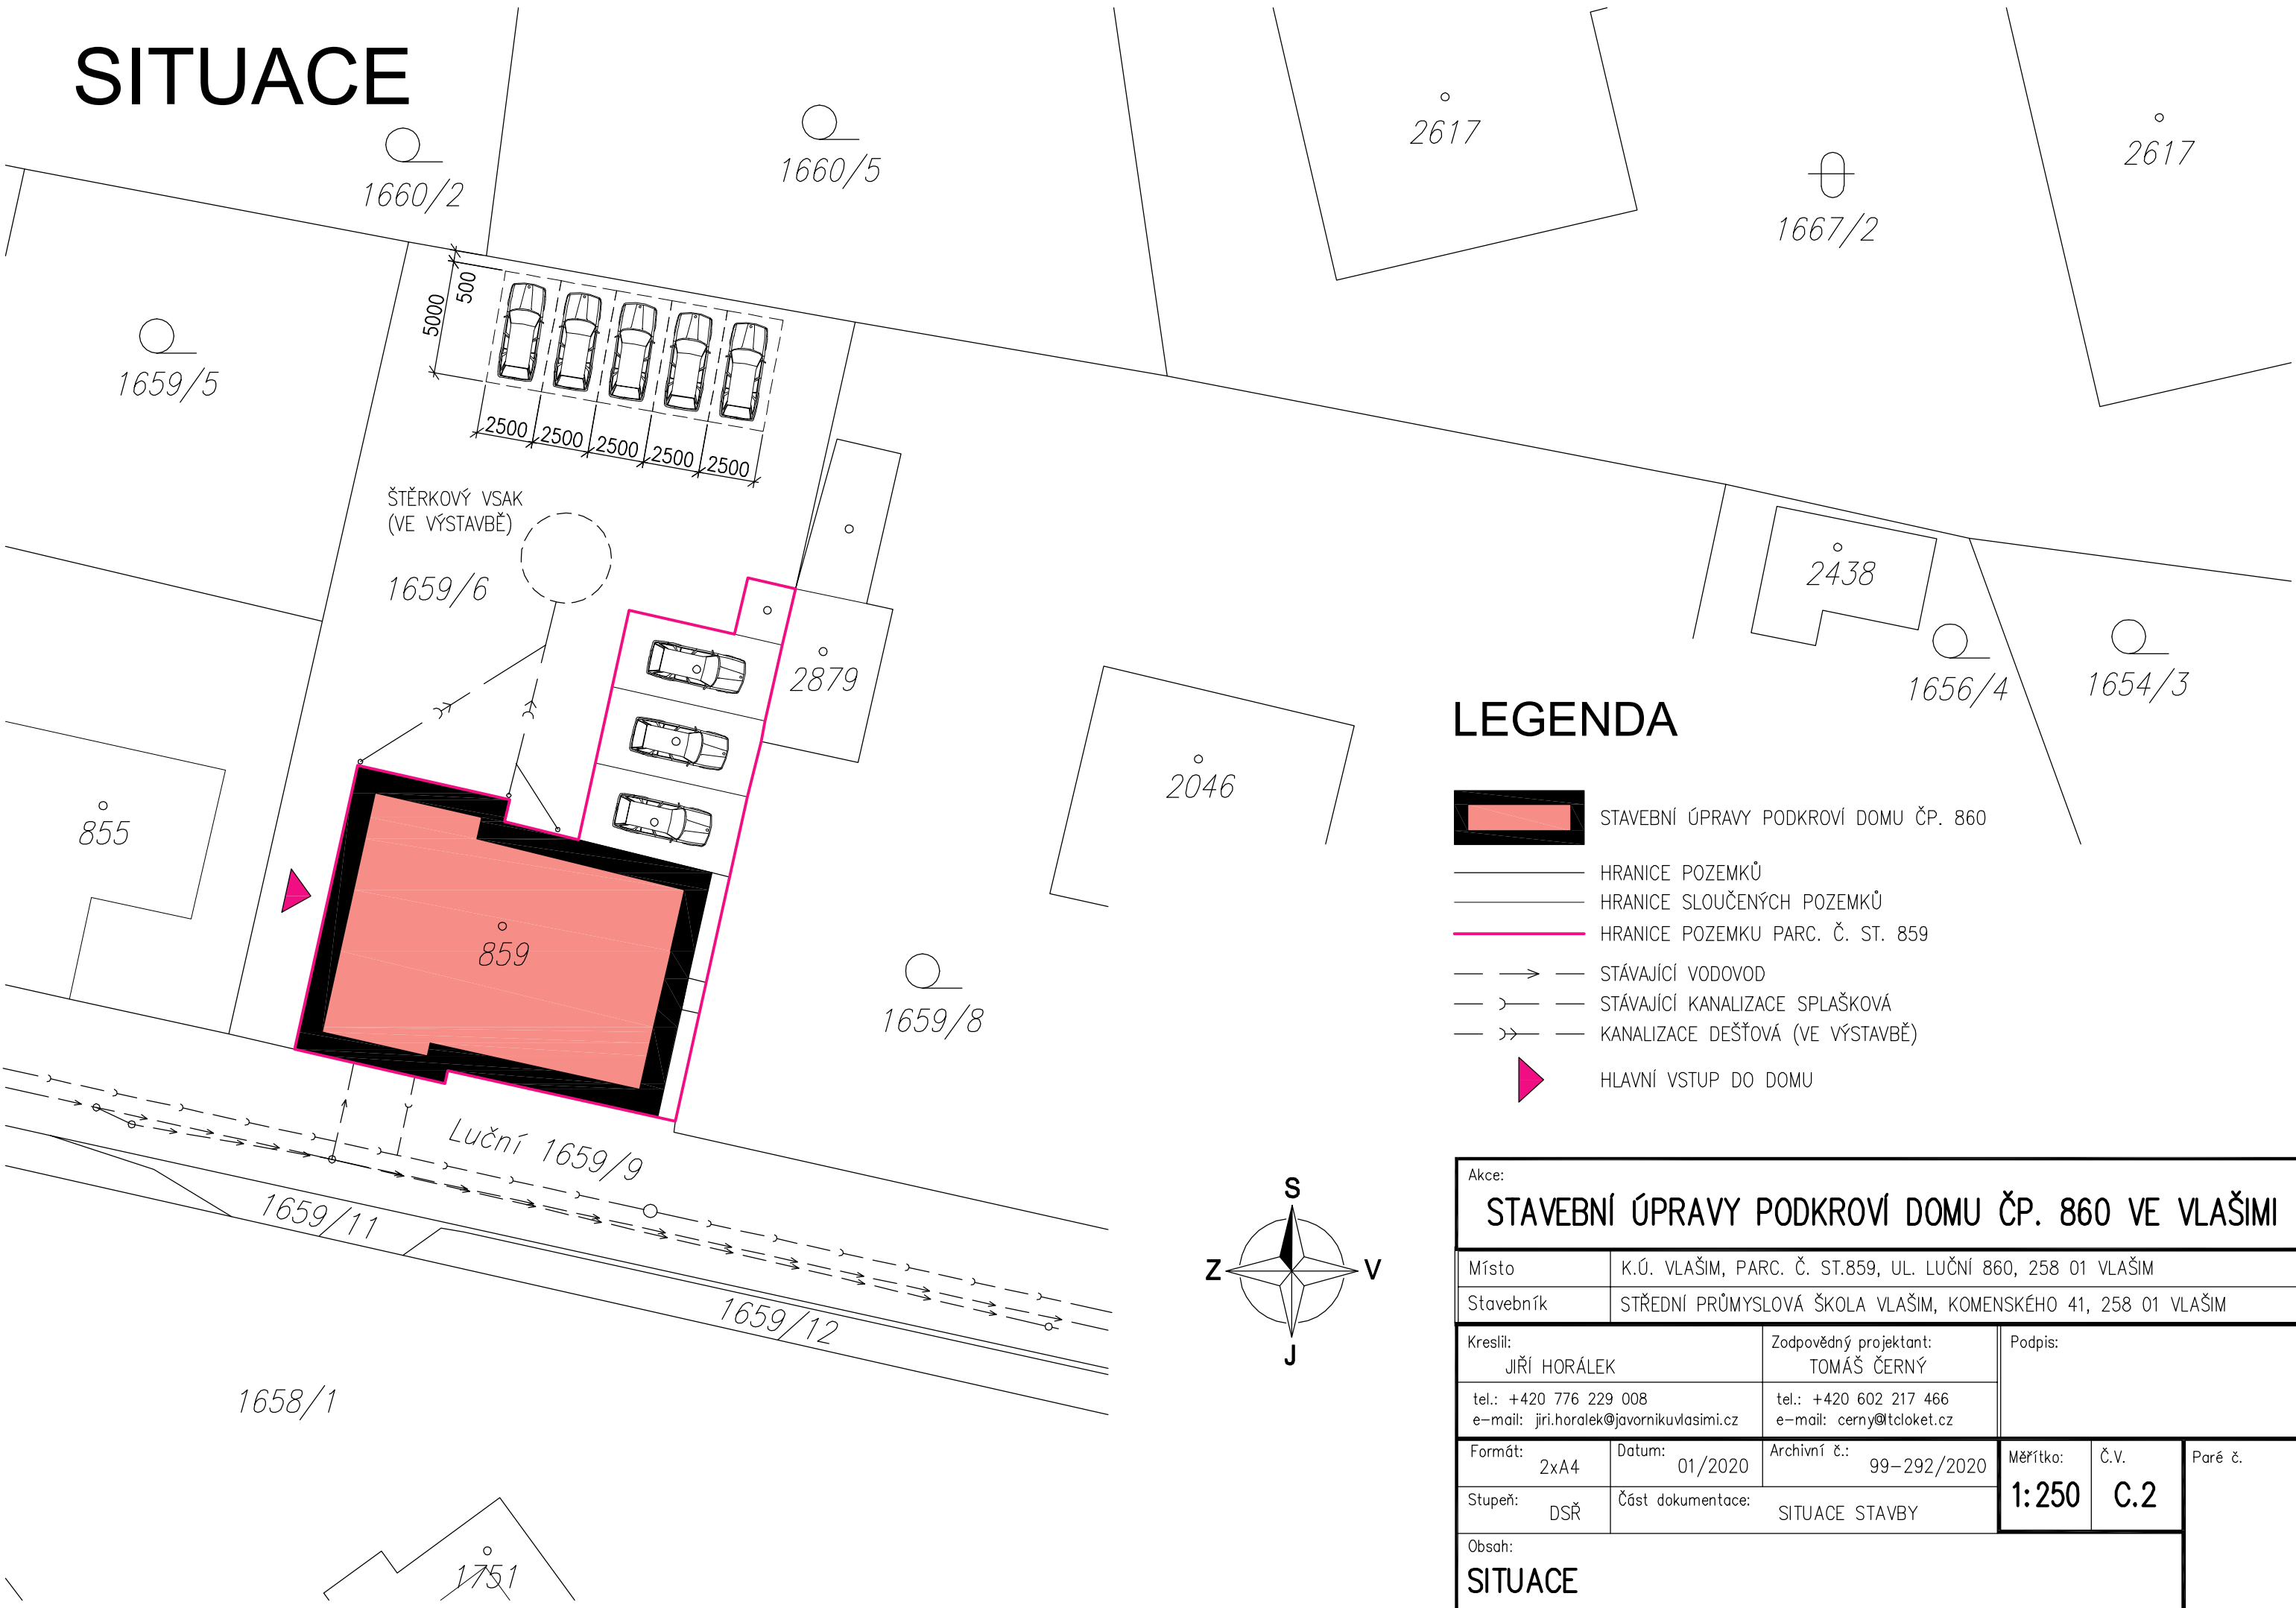 SITUACE
1660/2
1660/5
2617
1667/2
2617
1659/5
500
5000
2500
2500
2500
2500
2500
ŠTĚRKOVÝ VSAK
(VE VÝSTAVBĚ)
1659/6
2879
2438
1656/4
1654/3
2046
855
859
1659/8
Luční 1659/9
1659/11
1659/12
1658/1
1751
S
Z
V
J
LEGENDA
STAVEBNÍ ÚPRAVY PODKROVÍ DOMU ČP. 860
HRANICE POZEMKŮ
HRANICE SLOUČENÝCH POZEMKŮ
HRANICE POZEMKU PARC. Č. ST. 859
STÁVAJÍCÍ VODOVOD
STÁVAJÍCÍ KANALIZACE SPLAŠKOVÁ
KANALIZACE DEŠŤOVÁ (VE VÝSTAVBĚ)
HLAVNÍ VSTUP DO DOMU
Akce:
STAVEBNÍ ÚPRAVY PODKROVÍ DOMU ČP. 860 VE VLAŠIMI
Místo K.Ú. VLAŠIM, PARC. Č. ST.859, UL. LUČNÍ 860, 258 01 VLAŠIM
Stavebník STŘEDNÍ PRŮMYSLOVÁ ŠKOLA VLAŠIM, KOMENSKÉHO 41, 258 01 VLAŠIM
Kreslil:
JIŘÍ HORÁLEK
tel.: +420 776 229 008
e-mail: jiri.horalek@javornikuvlasimi.cz
Zodpovědný projektant:
TOMÁŠ ČERNÝ
tel.: +420 602 217 466
e-mail: cerny@ltcloket.cz
Podpis:
Formát: 2xA4
Datum: 01/2020
Archivní č.: 99-292/2020
Měřítko:
1:250
Č.V.
C.2
Paré č.
Stupeň: DSŘ
Část dokumentace: SITUACE STAVBY
Obsah:
SITUACE